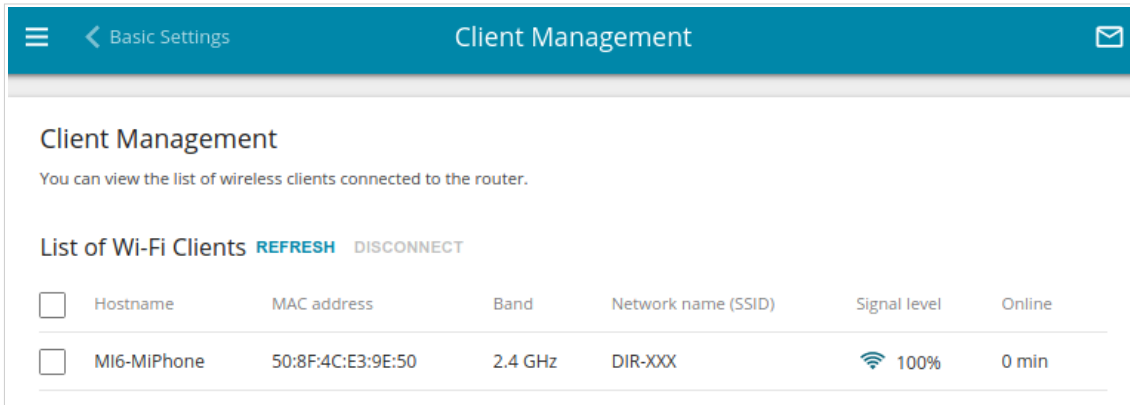 Basic Settings Client Management
Client Management
You can view the list of wireless clients connected to the router.
List of Wi-Fi Clients REFRESH DISCONNECT
Hostname MAC address Band Network name (SSID) Signal level Online
MI6-MiPhone 50:8F:4C:E3:9E:50 2.4 GHz DIR-XXX 100% 0 min